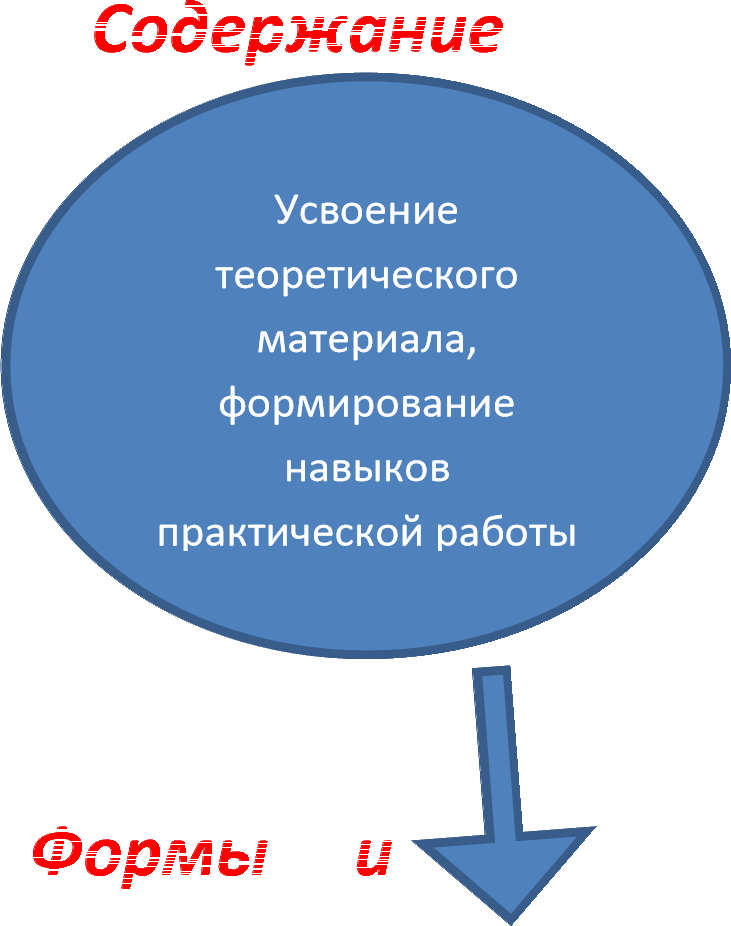 Содержание
Усвоение
теоретического
материала,
формирование
навыков
практической работы
Формы и